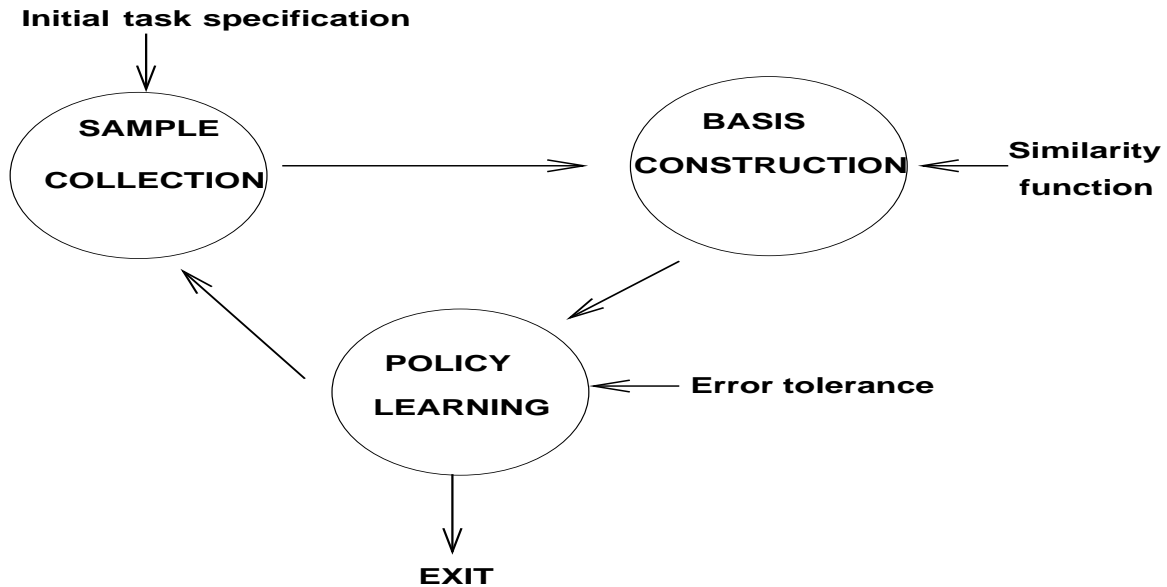 Initial task specification
SAMPLE
COLLECTION
BASIS
CONSTRUCTION
Similarity
function
POLICY
LEARNING
Error tolerance
EXIT